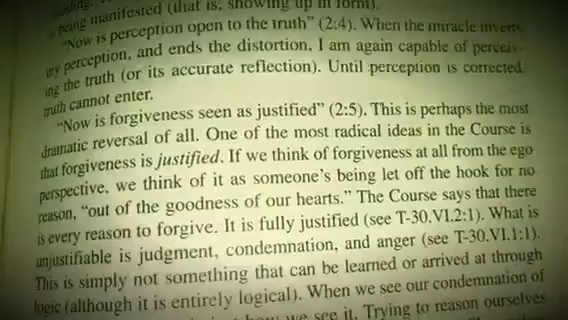 being manifested (that is, showing up in form).
"Now is perception open to the truth" (2:4). When the miracle inverts
my perception, and ends the distortion, I am again capable of perceiv-
ing the truth (or its accurate reflection). Until perception is corrected,
truth cannot enter.
"Now is forgiveness seen as justified" (2:5). This is perhaps the most
dramatic reversal of all. One of the most radical ideas in the Course is
that forgiveness is justified. If we think of forgiveness at all from the ego
perspective, we think of it as someone's being let off the hook for no
reason, "out of the goodness of our hearts." The Course says that there
is every reason to forgive. It is fully justified (see T-30.VI.2:1). What is
unjustifiable is judgment, condemnation, and anger (see T-30.VI.1:1).
This is simply not something that can be learned or arrived at through
logic (although it is entirely logical). When we see our condemnation of
how we see it. Trying to reason ourselves